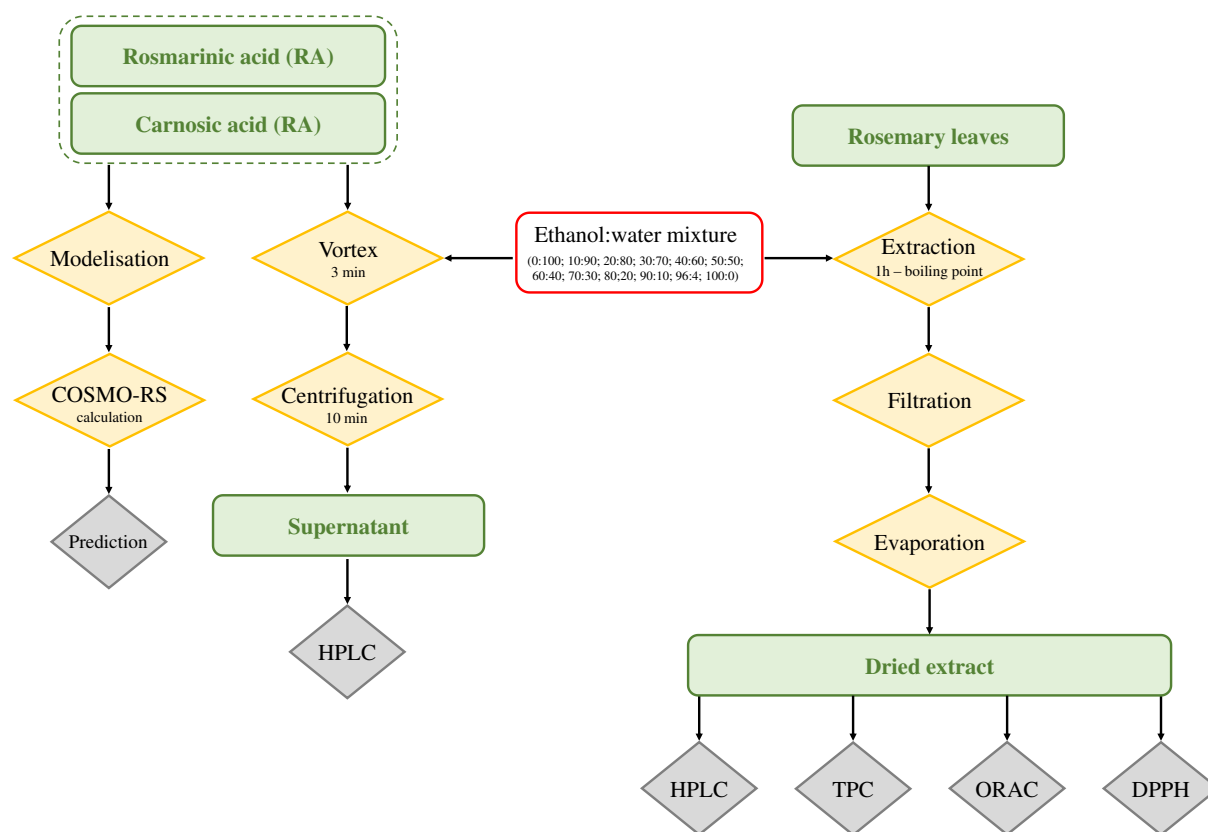 Rosmarinic acid (RA)
Carnosic acid (RA)
Rosemary leaves
Modelisation
Vortex
3 min
Ethanol:water mixture
(0:100; 10:90; 20:80; 30:70; 40:60; 50:50;
60:40; 70:30; 80;20; 90:10; 96:4; 100:0)
Extraction
1h – boiling point
COSMO-RS
calculation
Centrifugation
10 min
Filtration
Prediction
Supernatant
Evaporation
HPLC
Dried extract
HPLC
TPC
ORAC
DPPH